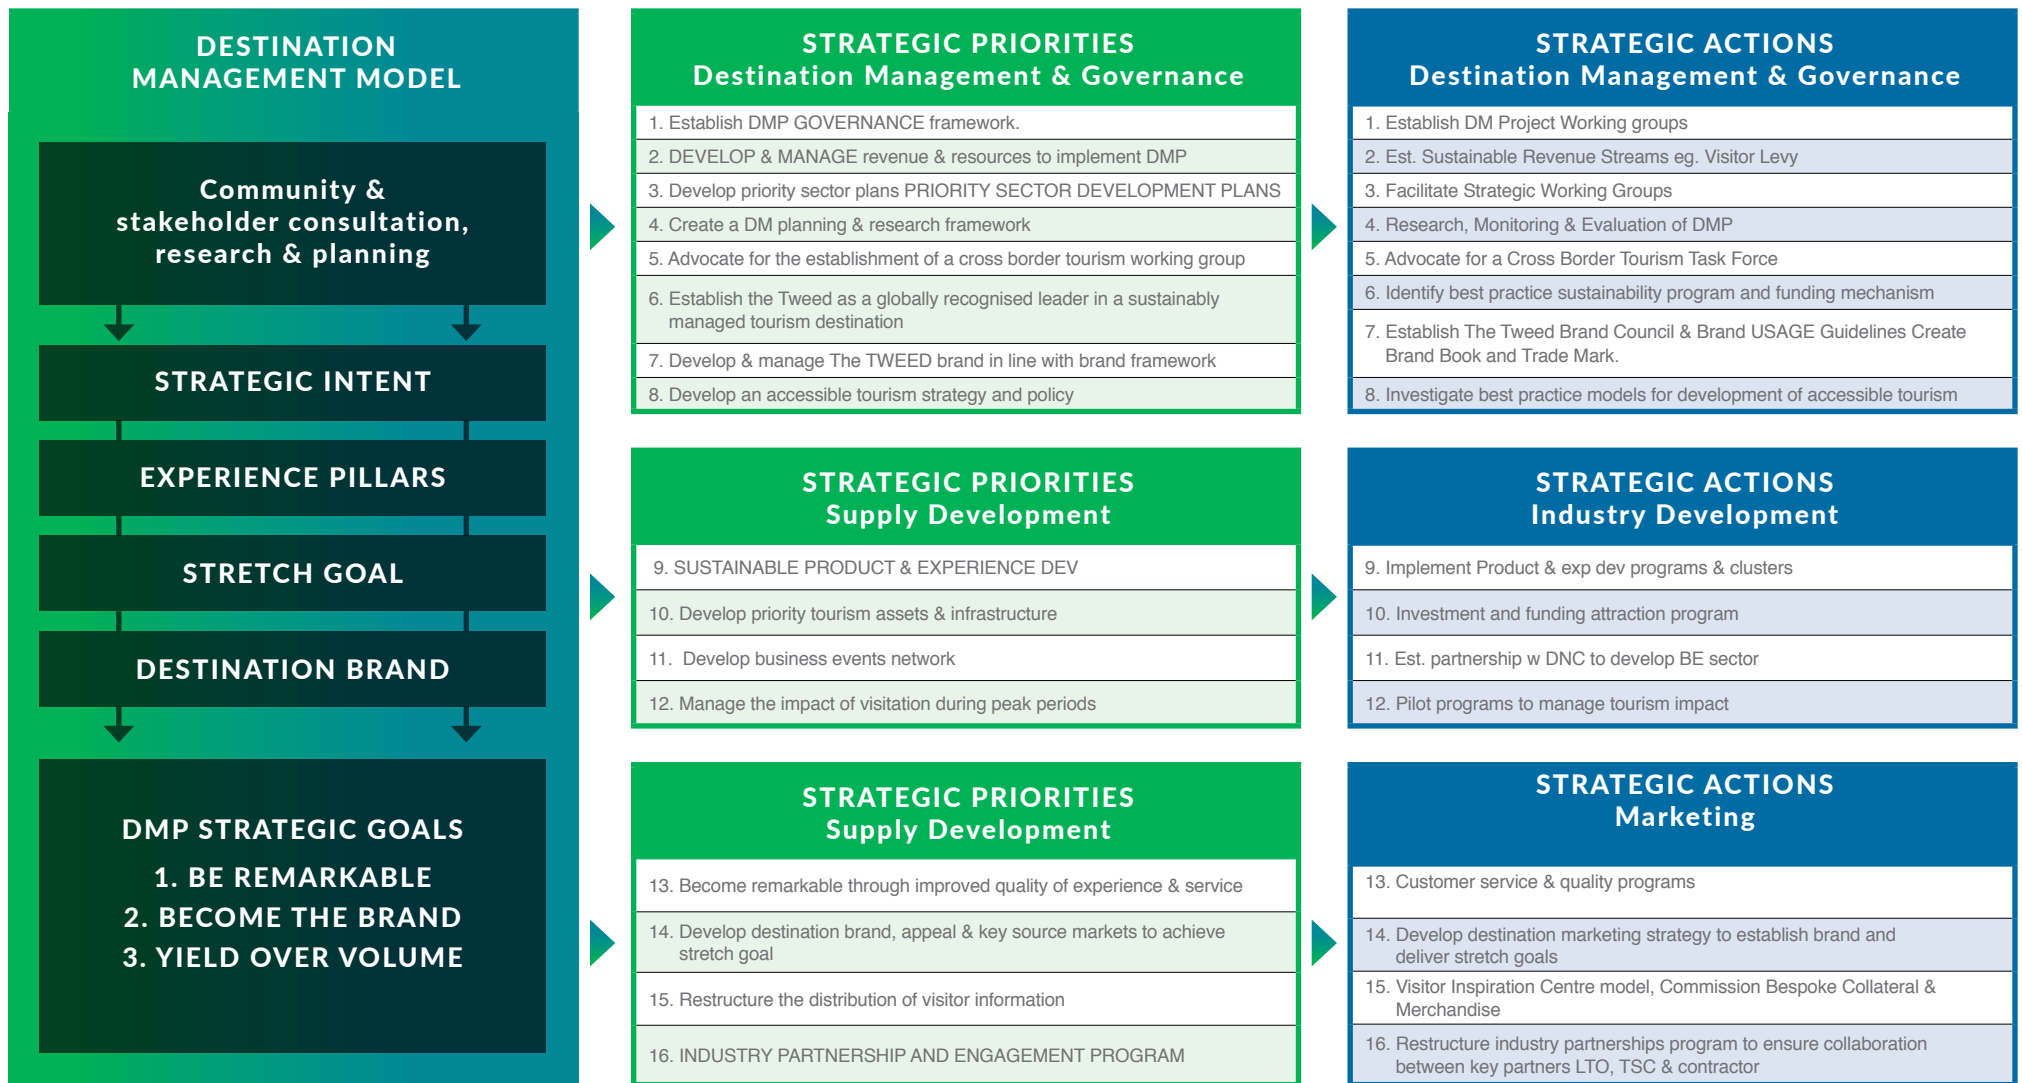 DESTINATION
MANAGEMENT MODEL
Community &
stakeholder consultation,
research & planning
STRATEGIC INTENT
EXPERIENCE PILLARS
STRETCH GOAL
DESTINATION BRAND
DMP STRATEGIC GOALS
1. BE REMARKABLE
2. BECOME THE BRAND
3. YIELD OVER VOLUME
STRATEGIC PRIORITIES
Destination Management & Governance
1. Establish DMP GOVERNANCE framework.
2. DEVELOP & MANAGE revenue & resources to implement DMP
3. Develop priority sector plans PRIORITY SECTOR DEVELOPMENT PLANS
4. Create a DM planning & research framework
5. Advocate for the establishment of a cross border tourism working group
6. Establish the Tweed as a globally recognised leader in a sustainably
managed tourism destination
7. Develop & manage The TWEED brand in line with brand framework
8. Develop an accessible tourism strategy and policy
STRATEGIC ACTIONS
Destination Management & Governance
1. Establish DM Project Working groups
2. Est. Sustainable Revenue Streams eg. Visitor Levy
3. Facilitate Strategic Working Groups
4. Research, Monitoring & Evaluation of DMP
5. Advocate for a Cross Border Tourism Task Force
6. Identify best practice sustainability program and funding mechanism
7. Establish The Tweed Brand Council & Brand USAGE Guidelines Create
Brand Book and Trade Mark.
8. Investigate best practice models for development of accessible tourism
STRATEGIC PRIORITIES
Supply Development
9. SUSTAINABLE PRODUCT & EXPERIENCE DEV
10. Develop priority tourism assets & infrastructure
11. Develop business events network
12. Manage the impact of visitation during peak periods
STRATEGIC ACTIONS
Industry Development
9. Implement Product & exp dev programs & clusters
10. Investment and funding attraction program
11. Est. partnership w DNC to develop BE sector
12. Pilot programs to manage tourism impact
STRATEGIC PRIORITIES
Supply Development
13. Become remarkable through improved quality of experience & service
14. Develop destination brand, appeal & key source markets to achieve
stretch goal
15. Restructure the distribution of visitor information
16. INDUSTRY PARTNERSHIP AND ENGAGEMENT PROGRAM
STRATEGIC ACTIONS
Marketing
13. Customer service & quality programs
14. Develop destination marketing strategy to establish brand and
deliver stretch goals
15. Visitor Inspiration Centre model, Commission Bespoke Collateral &
Merchandise
16. Restructure industry partnerships program to ensure collaboration
between key partners LTO, TSC & contractor